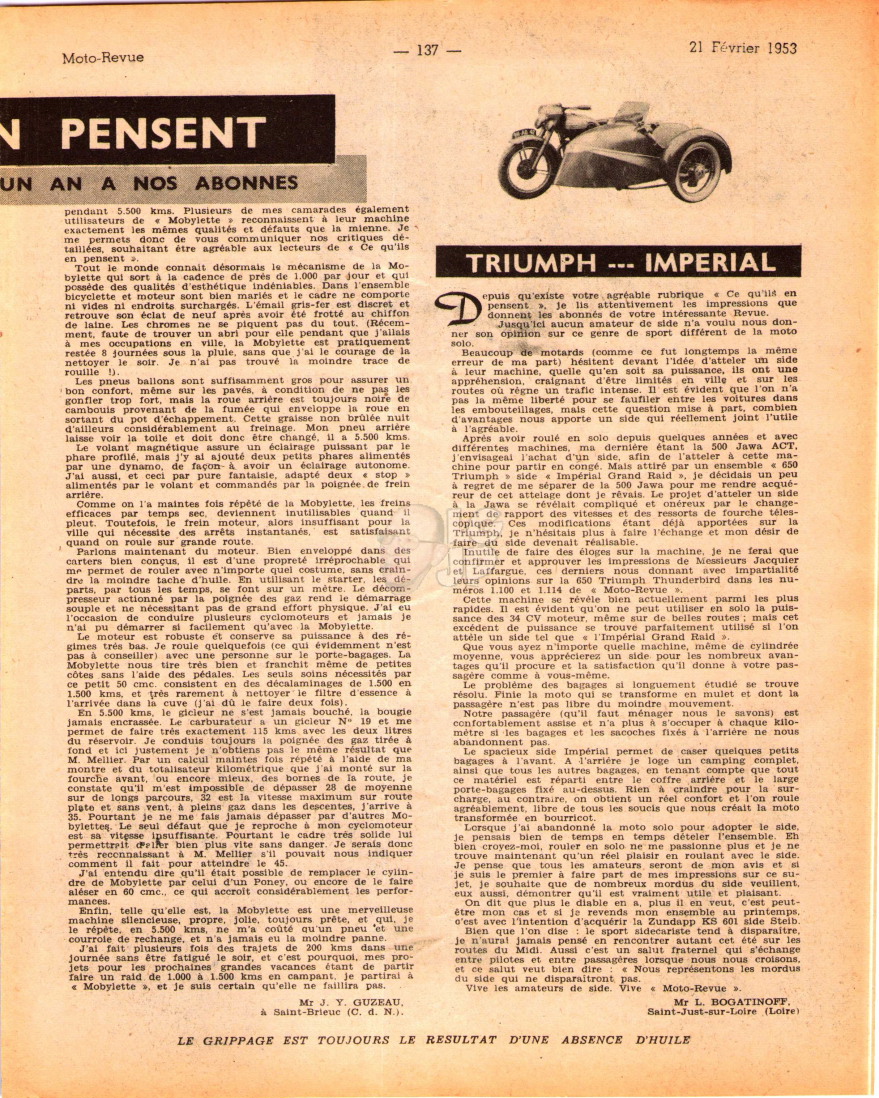 Moto-Revue
— 137 —
21 Février 1953
N PENSENT
UN AN A NOS ABONNES
pendant 5.500 kms. Plusieurs de mes camarades également
utilisateurs de « Mobylette » reconnaissent à leur machine
exactement les mêmes qualités et défauts que la mienne. Je
me permets donc de vous communiquer nos critiques dé-
taillées, souhaitant être agréable aux lecteurs de « Ce qu'ils
en pensent ».
Tout le monde connait désormais le mécanisme de la Mo-
bylette qui sort à la cadence de près de 1.000 par jour et qui
possède des qualités d'esthétique indéniables. Dans l'ensemble
bicyclette et moteur sont bien mariés et le cadre ne comporte
ni vides ni endroits surchargés. L'émail gris-fer est discret et
retrouve son éclat de neuf après avoir été frotté au chiffon
de laine. Les chromes ne se piquent pas du tout. (Récem-
ment, faute de trouver un abri pour elle pendant que j'allais
à mes occupations en ville, la Mobylette est pratiquement
restée 8 journées sous la pluie, sans que j'ai le courage de la
nettoyer le soir. Je n'ai pas trouvé la moindre trace de
rouille !).
Les pneus ballons sont suffisamment gros pour assurer un
bon confort, même sur les pavés, à condition de ne pas les
gonfler trop fort, mais la roue arrière est toujours noire de
cambouis provenant de la fumée qui enveloppe la roue en
sortant du pot d'échappement. Cette graisse non brûlée nuit
d'ailleurs considérablement au freinage. Mon pneu arrière
laisse voir la toile et doit donc être changé, il a 5.500 kms.
Le volant magnétique assure un éclairage puissant par le
phare profilé, mais j'y ai ajouté deux petits phares alimentés
par une dynamo, de façon à avoir un éclairage autonome.
J'ai aussi, et ceci par pure fantaisie, adapté deux « stop »
alimentés par le volant et commandés par la poignée de frein
arrière.
Comme on l'a maintes fois répété de la Mobylette, les freins
efficaces par temps sec, deviennent inutilisables quand il
pleut. Toutefois, le frein moteur, alors insuffisant pour la
ville qui nécessite des arrêts instantanés, est satisfaisant
quand on roule sur grande route.
Parlons maintenant du moteur. Bien enveloppé dans des
carters bien conçus, il est d'une propreté irréprochable qui
me permet de rouler avec n'importe quel costume, sans crain-
dre la moindre tache d'huile. En utilisant le starter, les dé-
parts, par tous les temps, se font sur un mètre. Le décom-
presseur actionné par la poignée des gaz rend le démarrage
souple et ne nécessitant pas de grand effort physique. J'ai eu
l'occasion de conduire plusieurs cyclomoteurs et jamais je
n'ai pu démarrer si facilement qu'avec la Mobylette.
Le moteur est robuste et conserve sa puissance à des ré-
gimes très bas. Je roule quelquefois (ce qui évidemment n'est
pas à conseiller) avec une personne sur le porte-bagages. La
Mobylette nous tire très bien et franchit même de petites
côtes sans l'aide des pédales. Les seuls soins nécessités par
ce petit 50 cmc. consistent en des décalaminages de 1.500 en
1.500 kms, et très rarement à nettoyer le filtre d'essence à
l'arrivée dans la cuve (j'ai dû le faire deux fois).
En 5.500 kms, le gicleur ne s'est jamais bouché, la bougie
jamais encrassée. Le carburateur a un gicleur N° 19 et me
permet de faire très exactement 115 kms avec les deux litres
du réservoir. Je conduis toujours la poignée des gaz tirée à
fond et ici justement je n'obtiens pas le même résultat que
M. Mellier. Par un calcul maintes fois répété à l'aide de ma
montre et du totalisateur kilométrique que j'ai monté sur la
fourche avant, ou encore mieux, des bornes de la route, je
constate qu'il m'est impossible de dépasser 28 de moyenne
sur de longs parcours, 32 est la vitesse maximum sur route
plate et sans vent, à pleins gaz dans les descentes, j'arrive à
35. Pourtant je ne me fais jamais dépasser par d'autres Mo-
bylettes. Le seul défaut que je reproche à mon cyclomoteur
est sa vitesse insuffisante. Pourtant le cadre très solide lui
permettrait d'aller bien plus vite sans danger. Je serais donc
très reconnaissant à M. Mellier s'il pouvait nous indiquer
comment il fait pour atteindre le 45.
J'ai entendu dire qu'il était possible de remplacer le cylin-
dre de Mobylette par celui d'un Poney, ou encore de le faire
aléser en 60 cmc., ce qui accroit considérablement les perfor-
mances.
Enfin, telle qu'elle est, la Mobylette est une merveilleuse
machine silencieuse, propre, jolie, toujours prête, et qui, je
le répète, en 5.500 kms, ne m'a coûté qu'un pneu et une
courroie de rechange, et n'a jamais eu la moindre panne.
J'ai fait plusieurs fois des trajets de 200 kms dans une
journée sans être fatigué le soir, et c'est pourquoi, mes pro-
jets pour les prochaines grandes vacances étant de partir
faire un raid de 1.000 à 1.500 kms en campant, je partirai à
« Mobylette », et je suis certain qu'elle ne faillira pas.
Mr J. Y. GUZEAU,
à Saint-Brieuc (C. d. N.).
TRIUMPH --- IMPERIAL
Depuis qu'existe votre agréable rubrique « Ce qu'ils en
pensent », je lis attentivement les impressions que
donnent les abonnés de votre intéressante Revue.
Jusqu'ici aucun amateur de side n'a voulu nous don-
ner son opinion sur ce genre de sport différent de la moto
solo.
Beaucoup de motards (comme ce fut longtemps la même
erreur de ma part) hésitent devant l'idée d'atteler un side
à leur machine, quelle qu'en soit sa puissance, ils ont une
appréhension, craignant d'être limités en ville et sur les
routes où règne un trafic intense. Il est évident que l'on n'a
pas la même liberté pour se faufiler entre les voitures dans
les embouteillages, mais cette question mise à part, combien
d'avantages nous apporte un side qui réellement joint l'utile
à l'agréable.
Après avoir roulé en solo depuis quelques années et avec
différentes machines, ma dernière étant la 500 Jawa ACT,
j'envisageai l'achat d'un side, afin de l'atteler à cette ma-
chine pour partir en congé. Mais attiré par un ensemble « 650
Triumph » side « Impérial Grand Raid », je décidais un peu
à regret de me séparer de la 500 Jawa pour me rendre acqué-
reur de cet attelage dont je rêvais. Le projet d'atteler un side
à la Jawa se révélait compliqué et onéreux par le change-
ment de rapport des vitesses et des ressorts de fourche téles-
copique. Ces modifications étant déjà apportées sur la
Triumph, je n'hésitais plus à faire l'échange et mon désir de
faire du side devenait réalisable.
Inutile de faire des éloges sur la machine, je ne ferai que
confirmer et approuver les impressions de Messieurs Jacquier
et Laffargue, ces derniers nous donnant avec impartialité
leurs opinions sur la 650 Triumph Thunderbird dans les nu-
méros 1.100 et 1.114 de « Moto-Revue ».
Cette machine se révèle bien actuellement parmi les plus
rapides. Il est évident qu'on ne peut utiliser en solo la puis-
sance des 34 CV moteur, même sur de belles routes ; mais cet
excédent de puissance se trouve parfaitement utilisé si l'on
attèle un side tel que « l'Impérial Grand Raid ».
Que vous ayez n'importe quelle machine, même de cylindrée
moyenne, vous apprécierez un side pour les nombreux avan-
tages qu'il procure et la satisfaction qu'il donne à votre pas-
sagère comme à vous-même.
Le problème des bagages si longuement étudié se trouve
résolu. Finie la moto qui se transforme en mulet et dont la
passagère n'est pas libre du moindre mouvement.
Notre passagère (qu'il faut ménager nous le savons) est
confortablement assise et n'a plus à s'occuper à chaque kilo-
mètre si les bagages et les sacoches fixés à l'arrière ne nous
abandonnent pas.
Le spacieux side Impérial permet de caser quelques petits
bagages à l'avant. A l'arrière je loge un camping complet,
ainsi que tous les autres bagages, en tenant compte que tout
ce matériel est réparti entre le coffre arrière et le large
porte-bagages fixé au-dessus. Rien à craindre pour la sur-
charge, au contraire, on obtient un réel confort et l'on roule
agréablement, libre de tous les soucis que nous créait la moto
transformée en bourricot.
Lorsque j'ai abandonné la moto solo pour adopter le side,
je pensais bien de temps en temps dételer l'ensemble. Eh
bien croyez-moi, rouler en solo ne me passionne plus et je ne
trouve maintenant qu'un réel plaisir en roulant avec le side.
Je pense que tous les amateurs seront de mon avis et si
je suis le premier à faire part de mes impressions sur ce su-
jet, je souhaite que de nombreux mordus du side veuillent,
eux aussi, démontrer qu'il est vraiment utile et plaisant.
On dit que plus le diable en a, plus il en veut, c'est peut-
être mon cas et si je revends mon ensemble au printemps,
c'est avec l'intention d'acquérir la Zundapp KS 601 side Steib.
Bien que l'on dise : le sport sidecariste tend à disparaître,
je n'aurai jamais pensé en rencontrer autant cet été sur les
routes du Midi. Aussi c'est un salut fraternel qui s'échange
entre pilotes et entre passagères lorsque nous nous croisons,
et ce salut veut bien dire : « Nous représentons les mordus
du side qui ne disparaitront pas.
Vive les amateurs de side. Vive « Moto-Revue ».
Mr L. BOGATINOFF,
Saint-Just-sur-Loire (Loire)
LE GRIPPAGE EST TOUJOURS LE RESULTAT D'UNE ABSENCE D'HUILE